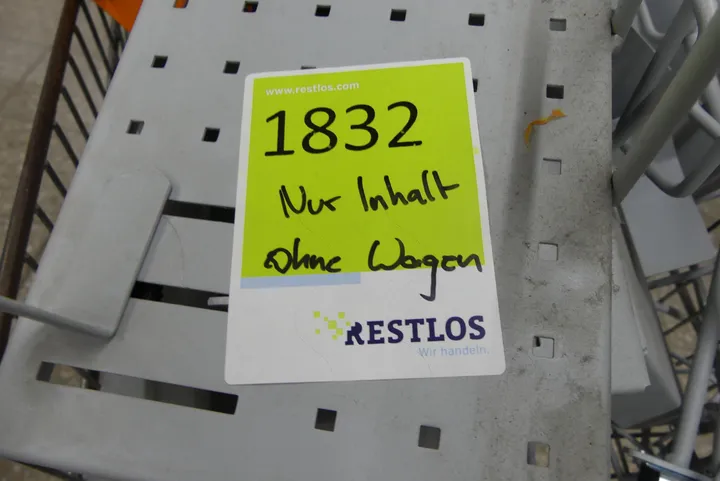 www.restlos.com
1832
Nur Inhalt
ohne Wagen
RESTLOS
Wir handeln.